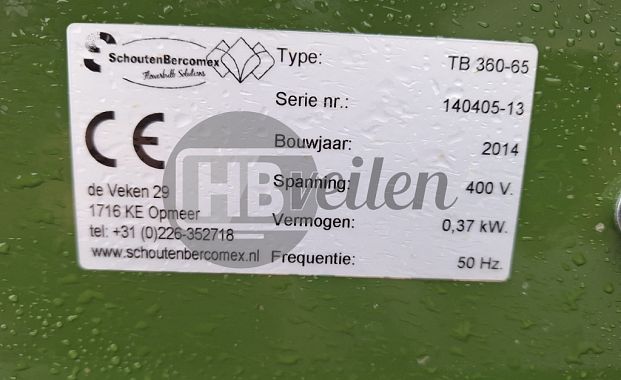 SchoutenBercomex
Flowerbulb Solutions
Type: TB 360-65
Serie nr.: 140405-13
Bouwjaar: 2014
Spanning: 400 V.
Vermogen: 0,37 kW.
Frequentie: 50 Hz.
CE
de Veken 29
1716 KE Opmeer
tel: +31 (0)226-352718
www.schoutenbercomex.nl
HBveilen